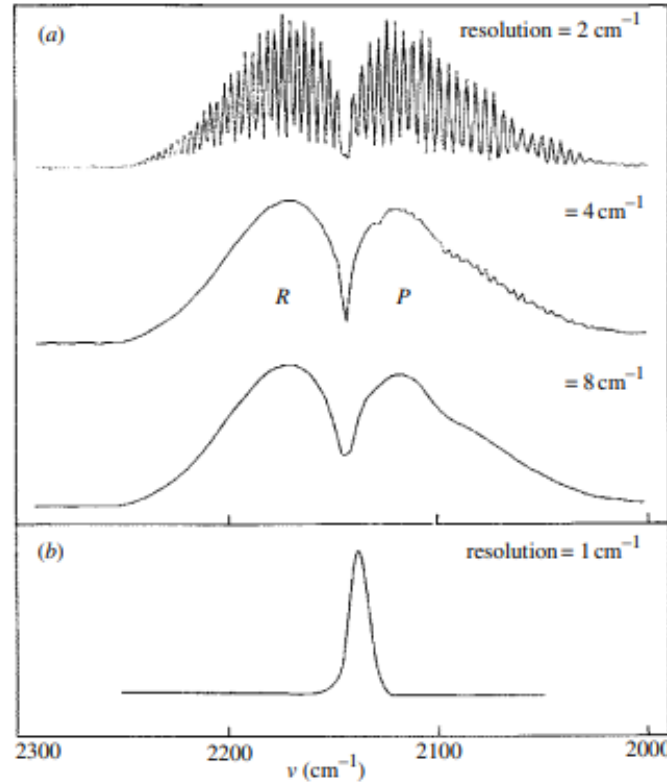 (a)
resolution = 2 cm⁻¹
= 4 cm⁻¹
R
P
= 8 cm⁻¹
(b)
resolution = 1 cm⁻¹
2300
2200
2100
2000
ν (cm⁻¹)